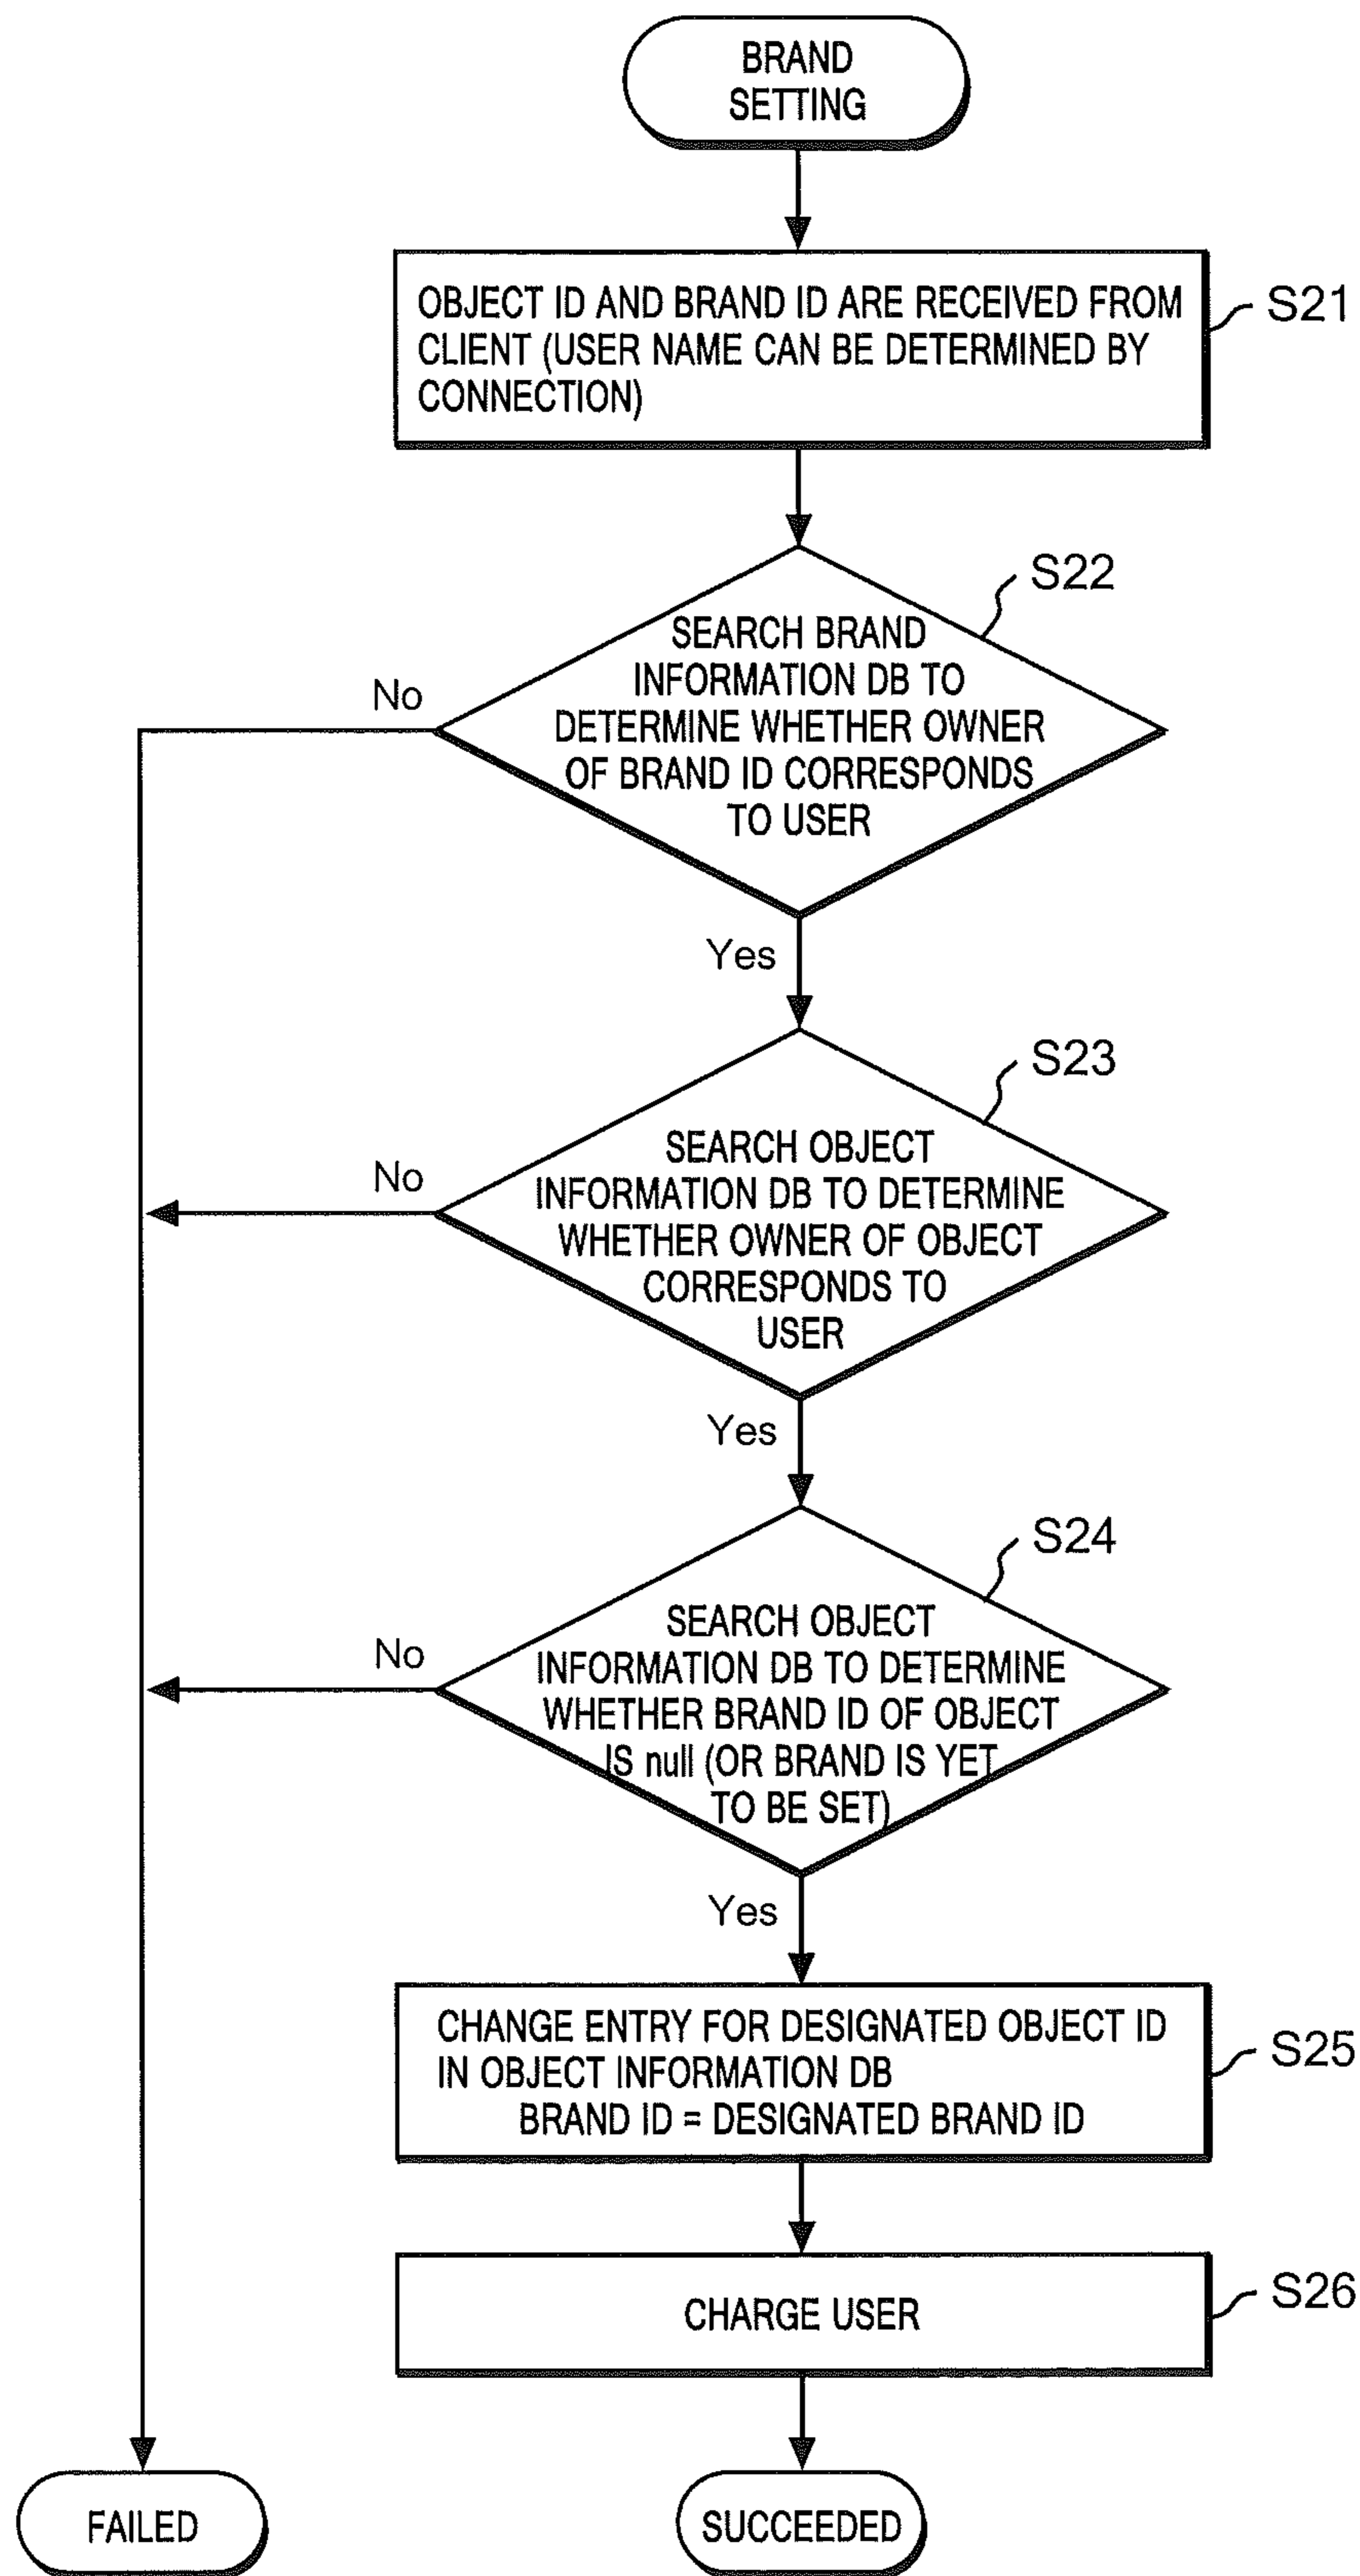 BRAND
SETTING
OBJECT ID AND BRAND ID ARE RECEIVED FROM
CLIENT (USER NAME CAN BE DETERMINED BY
CONNECTION)
S21
S22
SEARCH BRAND
INFORMATION DB TO
DETERMINE WHETHER OWNER
OF BRAND ID CORRESPONDS
TO USER
No
Yes
S23
SEARCH OBJECT
INFORMATION DB TO DETERMINE
WHETHER OWNER OF OBJECT
CORRESPONDS TO
USER
No
Yes
S24
SEARCH OBJECT
INFORMATION DB TO DETERMINE
WHETHER BRAND ID OF OBJECT
IS null (OR BRAND IS YET
TO BE SET)
No
Yes
CHANGE ENTRY FOR DESIGNATED OBJECT ID
IN OBJECT INFORMATION DB
BRAND ID = DESIGNATED BRAND ID
S25
CHARGE USER
S26
FAILED
SUCCEEDED